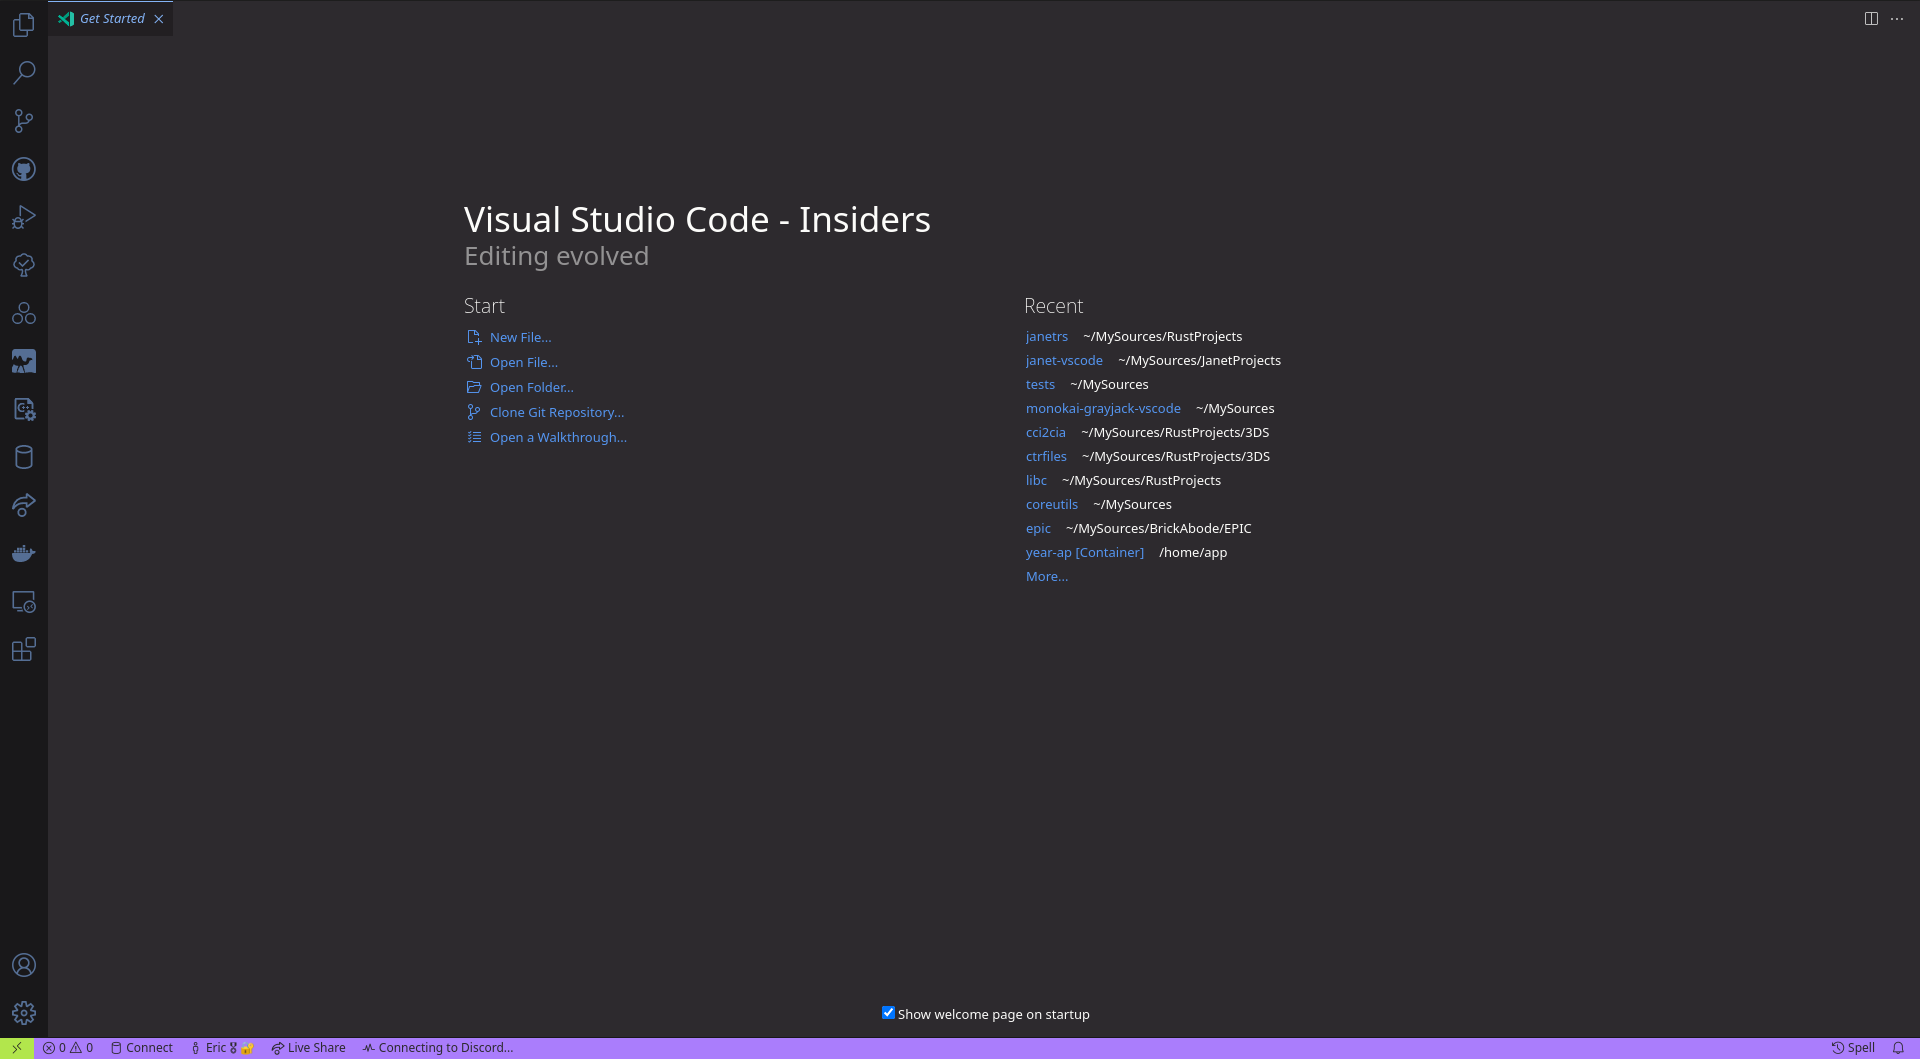 Get Started
Visual Studio Code - Insiders
Editing evolved
Start
New File...
Open File...
Open Folder...
Clone Git Repository...
Open a Walkthrough...
Recent
janetrs ~/MySources/RustProjects
janet-vscode ~/MySources/JanetProjects
tests ~/MySources
monokai-grayjack-vscode ~/MySources
cci2cia ~/MySources/RustProjects/3DS
ctrfiles ~/MySources/RustProjects/3DS
libc ~/MySources/RustProjects
coreutils ~/MySources
epic ~/MySources/BrickAbode/EPIC
year-ap [Container] /home/app
More...
Show welcome page on startup
0 0 Connect Eric 🎖 🔐 Live Share Connecting to Discord... Spell